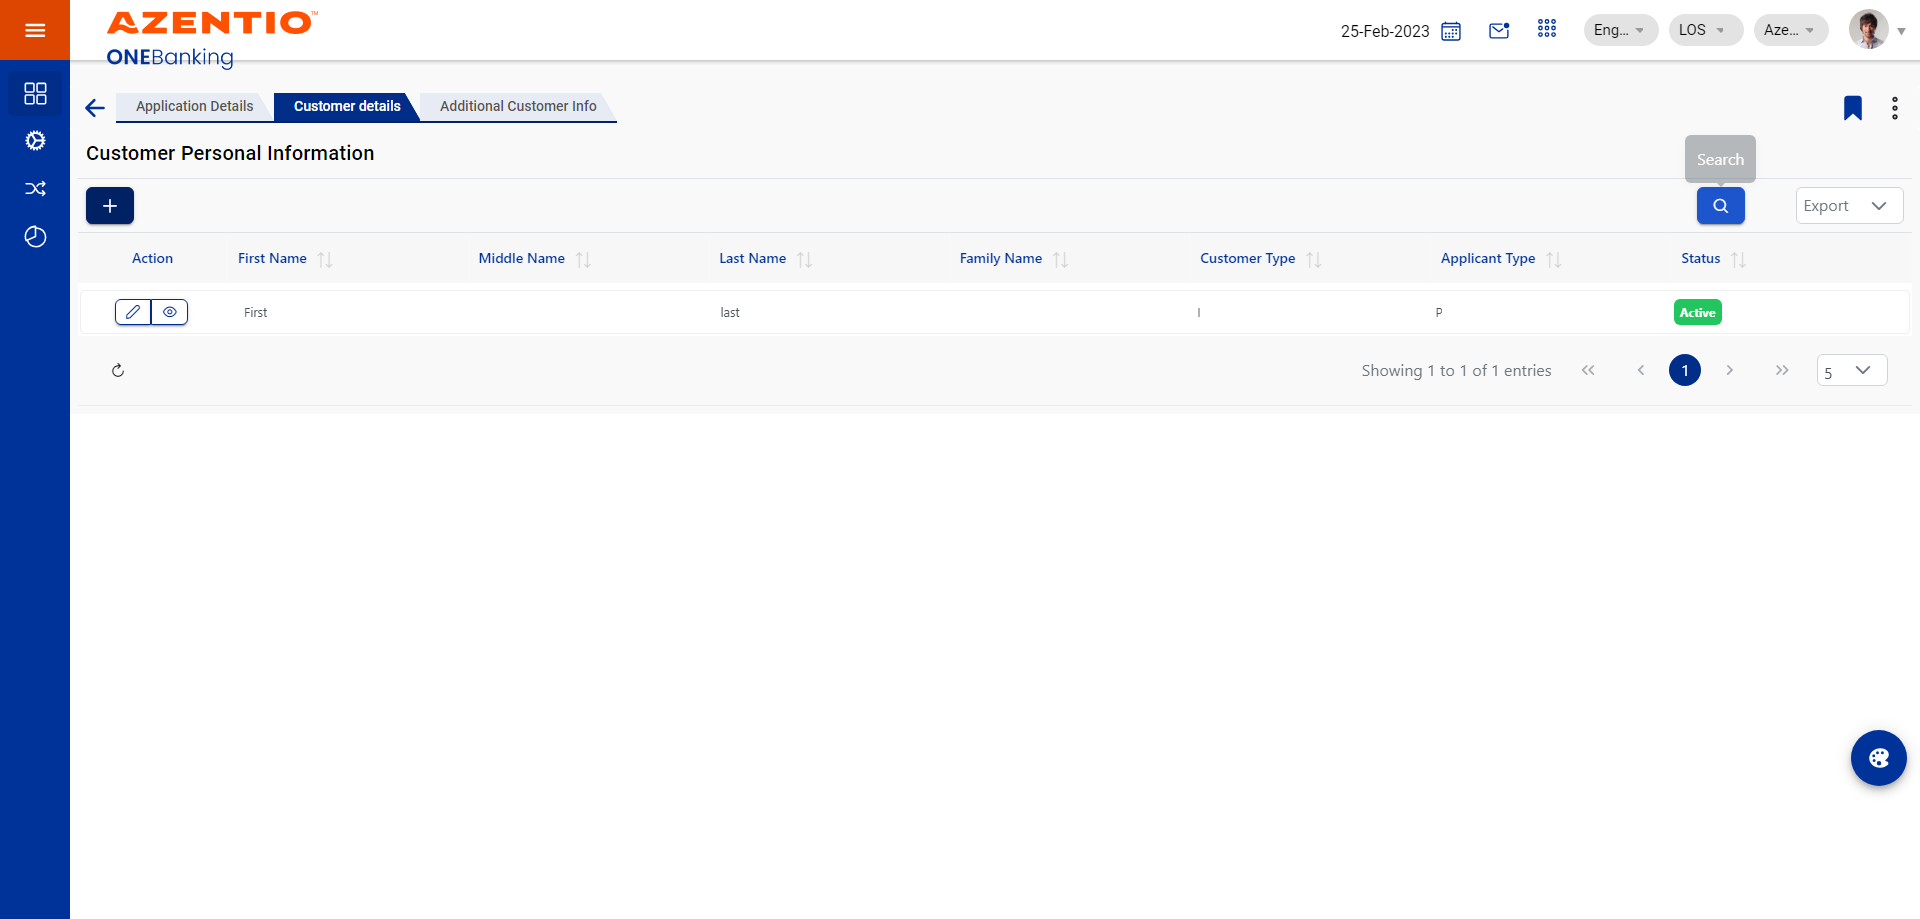 AZENTIO™
ONEBanking
25-Feb-2023
Eng...
LOS
Aze...
Application Details
Customer details
Additional Customer Info
Customer Personal Information
Search
Export
Action
First Name
Middle Name
Last Name
Family Name
Customer Type
Applicant Type
Status
First
last
I
P
Active
Showing 1 to 1 of 1 entries
1
5